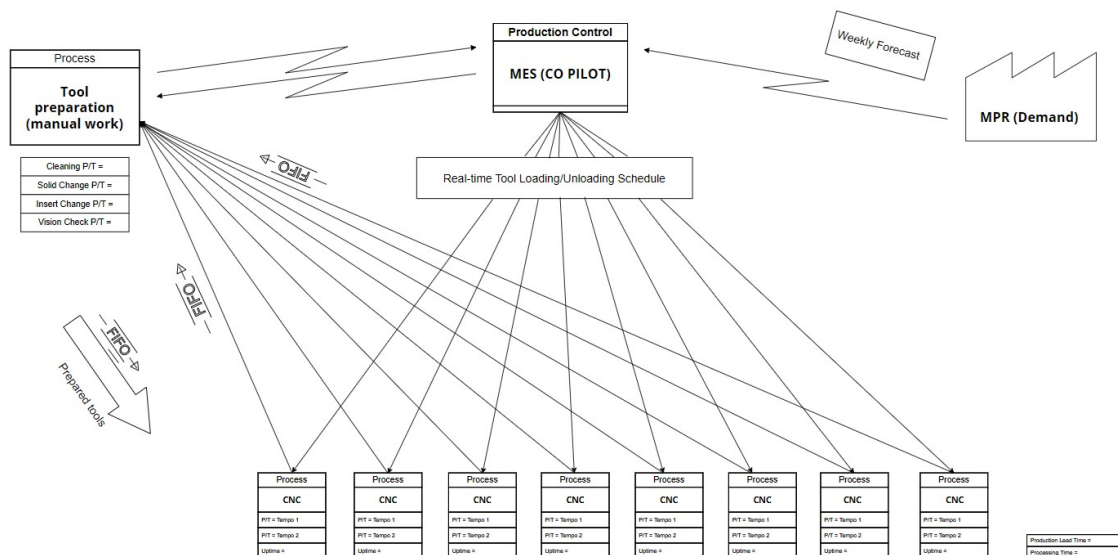 Process
Tool
preparation
(manual work)
Cleaning P/T =
Solid Change P/T =
Insert Change P/T =
Vision Check P/T =
Production Control
MES (CO PILOT)
Weekly Forecast
MPR (Demand)
Real-time Tool Loading/Unloading Schedule
FIFO
FIFO
FIFO
Prepared tools
Process
CNC
P/T = Tempo 1
P/T = Tempo 2
Uptime =
Process
CNC
P/T = Tempo 1
P/T = Tempo 2
Uptime =
Process
CNC
P/T = Tempo 1
P/T = Tempo 2
Uptime =
Process
CNC
P/T = Tempo 1
P/T = Tempo 2
Uptime =
Process
CNC
P/T = Tempo 1
P/T = Tempo 2
Uptime =
Process
CNC
P/T = Tempo 1
P/T = Tempo 2
Uptime =
Process
CNC
P/T = Tempo 1
P/T = Tempo 2
Uptime =
Process
CNC
P/T = Tempo 1
P/T = Tempo 2
Uptime =
Production Lead Time =
Processing Time =